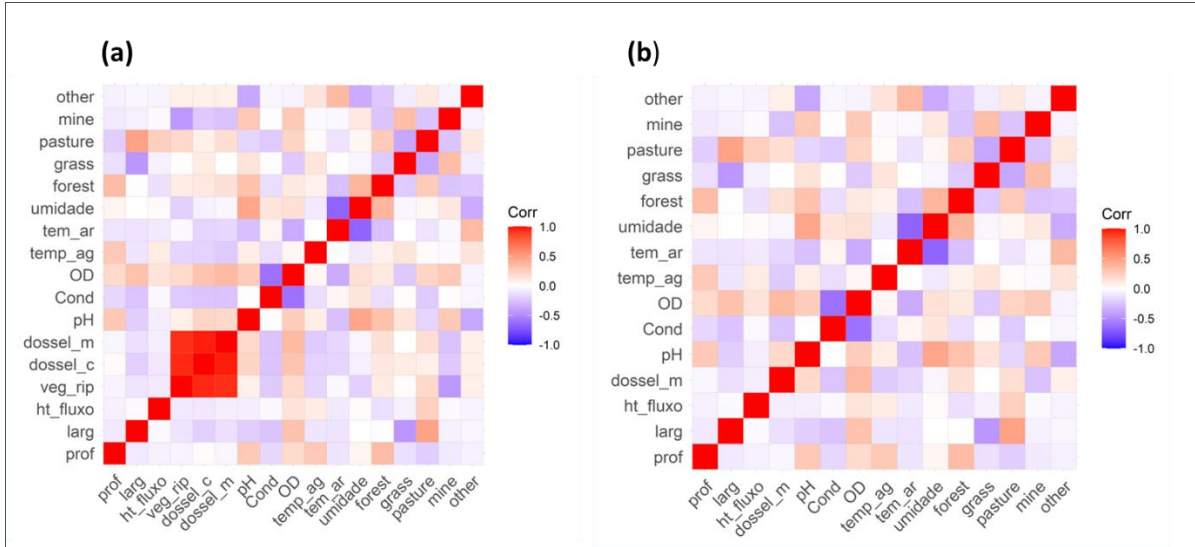 (a)
other
mine
pasture
grass
forest
umidade
tem_ar
temp_ag
OD
Cond
pH
dossel_m
dossel_c
veg_rip
ht_fluxo
larg
prof
prof
larg
ht_fluxo
veg_rip
dossel_c
dossel_m
pH
Cond
OD
temp_ag
tem_ar
umidade
forest
grass
pasture
mine
other
Corr
1.0
0.5
0.0
-0.5
-1.0
(b)
other
mine
pasture
grass
forest
umidade
tem_ar
temp_ag
OD
Cond
pH
dossel_m
ht_fluxo
larg
prof
prof
larg
ht_fluxo
dossel_m
pH
Cond
OD
temp_ag
tem_ar
umidade
forest
grass
pasture
mine
other
Corr
1.0
0.5
0.0
-0.5
-1.0